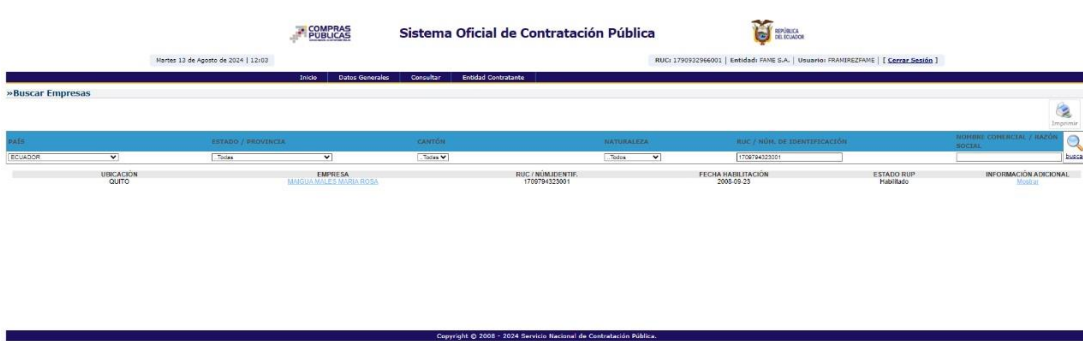 COMPRAS
PÚBLICAS
Sistema Oficial de Contratación Pública
REPÚBLICA
DEL ECUADOR
Martes 13 de Agosto de 2024 | 12:03
RUC: 1790932966001 | Entidad: FAME S.A. | Usuario: FRAMIREZFAME | [ Cerrar Sesión ]
Inicio Datos Generales Consultar Entidad Contratante
»Buscar Empresas
Imprimir
PAÍS ESTADO / PROVINCIA CANTÓN NATURALEZA RUC / NÚM. DE IDENTIFICACIÓN NOMBRE COMERCIAL / RAZÓN SOCIAL
ECUADOR ..Todas ..Todas ..Todos 1709794323001 busca
UBICACIÓN EMPRESA RUC / NÚM.IDENTIF. FECHA HABILITACIÓN ESTADO RUP INFORMACIÓN ADICIONAL
QUITO MAIGUA MALES MARIA ROSA 1709794323001 2008-09-23 Habilitado Mostrar
Copyright © 2008 - 2024 Servicio Nacional de Contratación Pública.